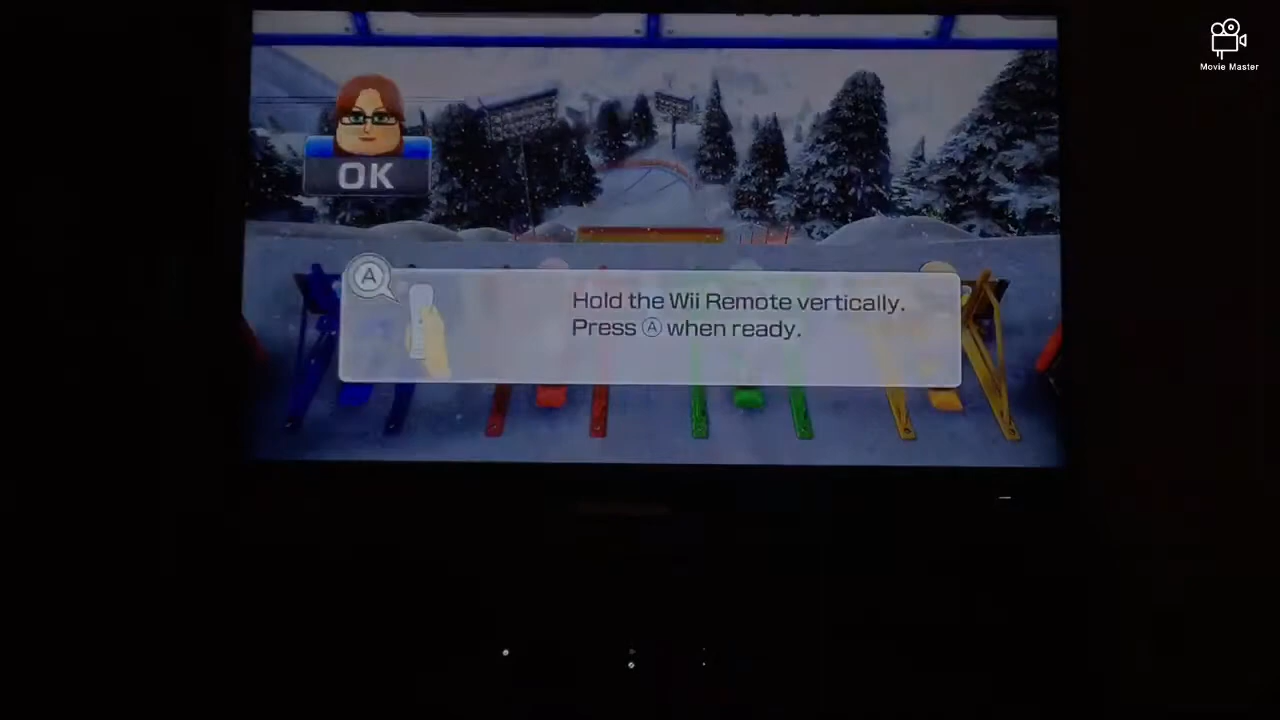 Movie Master
OK
A
Hold the Wii Remote vertically.
Press A when ready.